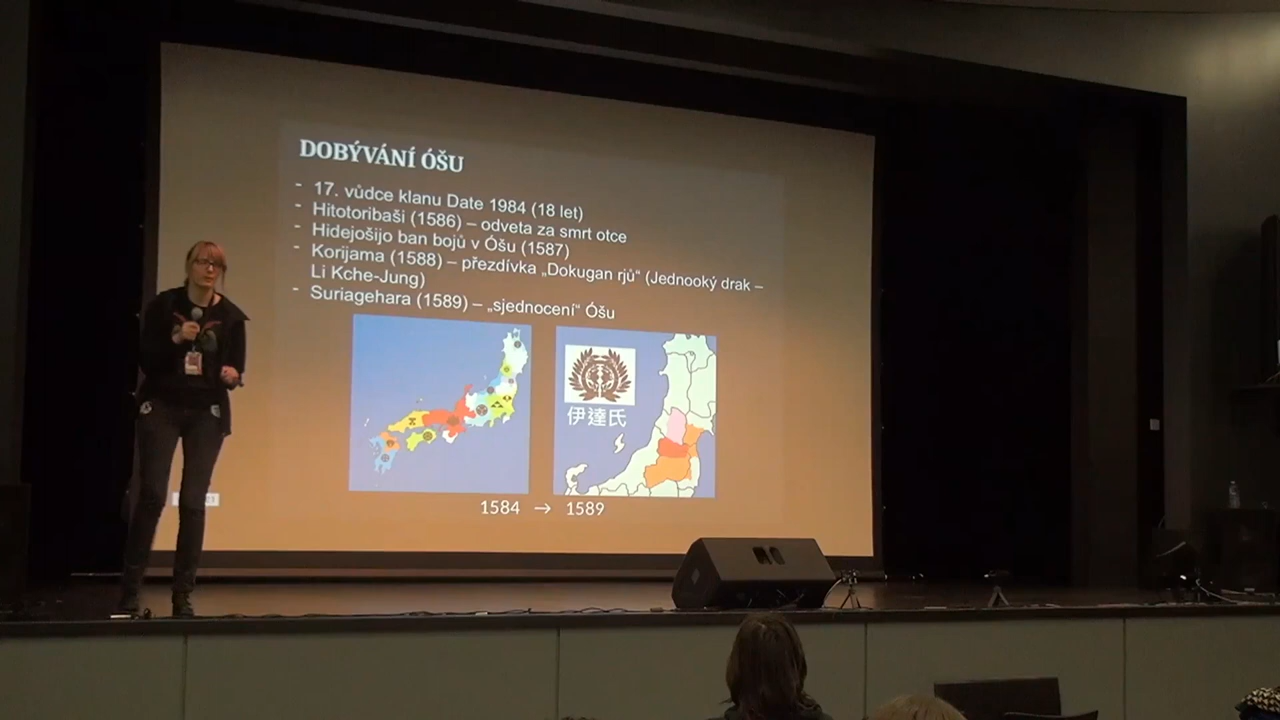 DOBÝVÁNÍ ÓŠU
- 17. vůdce klanu Date 1984 (18 let)
- Hitotoribaši (1586) – odveta za smrt otce
- Hidejošijo ban bojů v Óšu (1587)
- Korijama (1588) – přezdívka „Dokugan rjů“ (Jednooký drak –
Li Kche-Jung)
- Suriagehara (1589) – „sjednocení“ Óšu
伊達氏
1584 → 1589